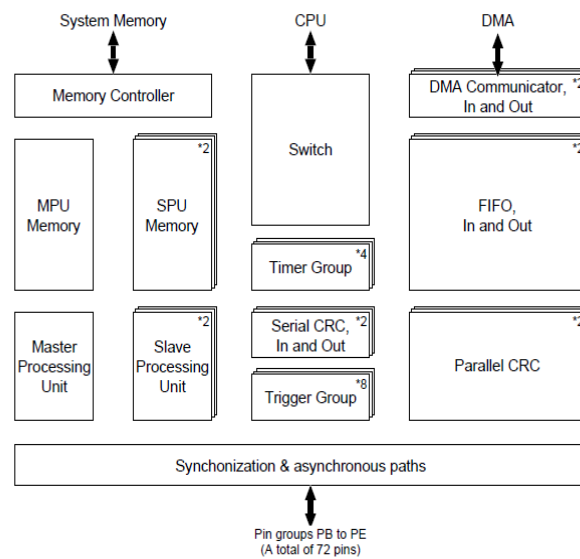 System Memory
CPU
DMA
Memory Controller
DMA Communicator,
In and Out
*2
MPU
Memory
*2
SPU
Memory
Switch
*2
FIFO,
In and Out
*4
Timer Group
Master
Processing
Unit
*2
Slave
Processing
Unit
*2
Serial CRC,
In and Out
*8
Trigger Group
*2
Parallel CRC
Synchonization & asynchronous paths
Pin groups PB to PE
(A total of 72 pins)